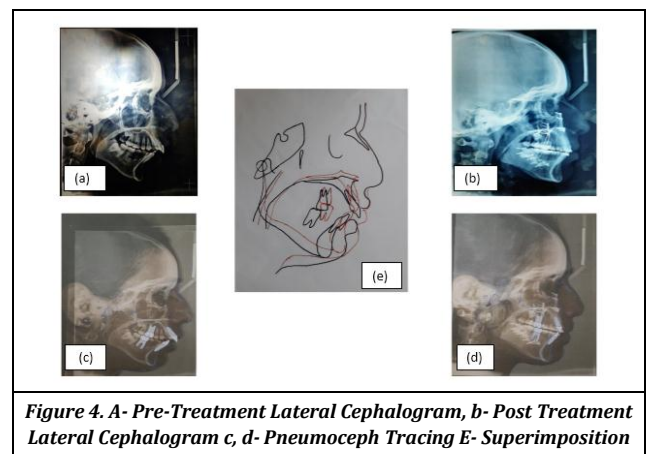 (a)
(b)
(e)
(c)
(d)
Figure 4. A- Pre-Treatment Lateral Cephalogram, b- Post Treatment
Lateral Cephalogram c, d- Pneumoceph Tracing E- Superimposition